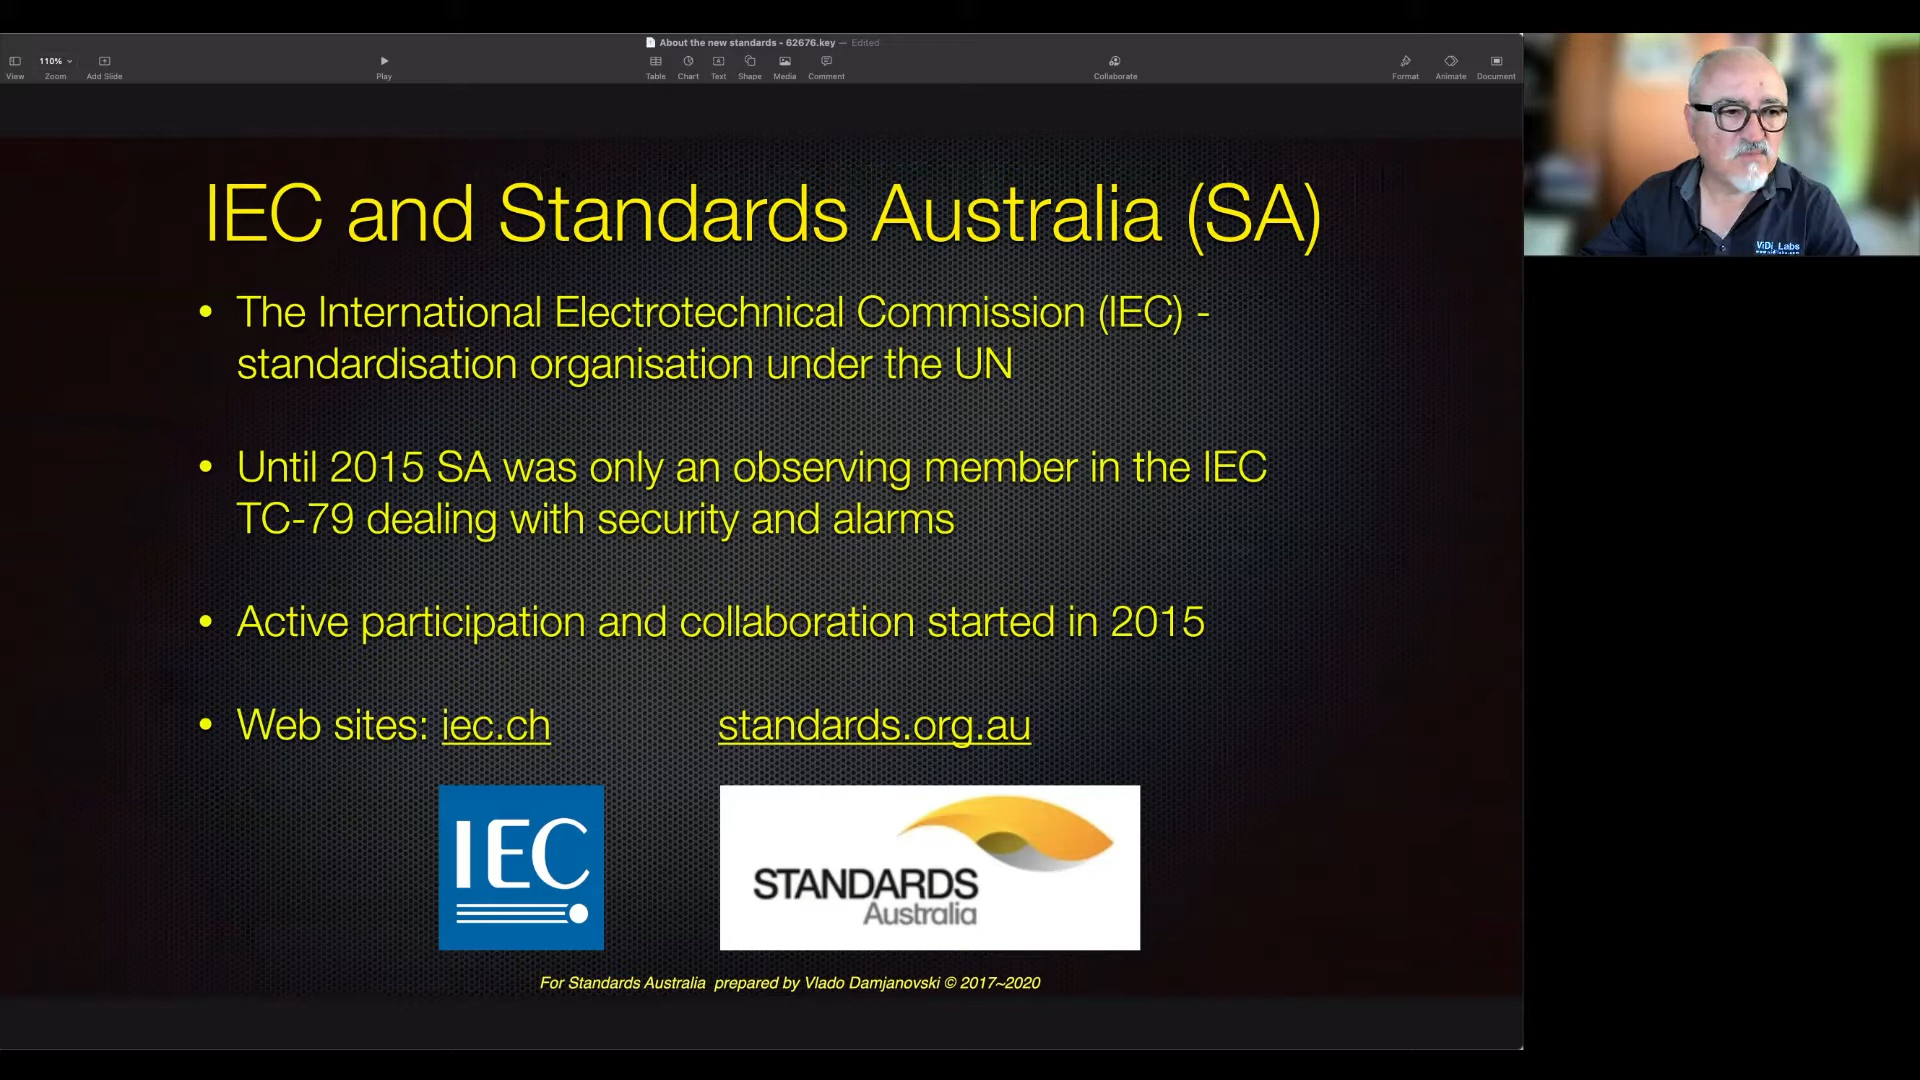 About the new standards - 62676.key — Edited
110%
View
Zoom
Add Slide
Play
Table
Chart
Text
Shape
Media
Comment
Collaborate
Format
Animate
Document
IEC and Standards Australia (SA)
• The International Electrotechnical Commission (IEC) -
standardisation organisation under the UN
• Until 2015 SA was only an observing member in the IEC
TC-79 dealing with security and alarms
• Active participation and collaboration started in 2015
• Web sites: iec.ch standards.org.au
IEC
STANDARDS
Australia
For Standards Australia prepared by Vlado Damjanovski © 2017~2020
ViDi Labs